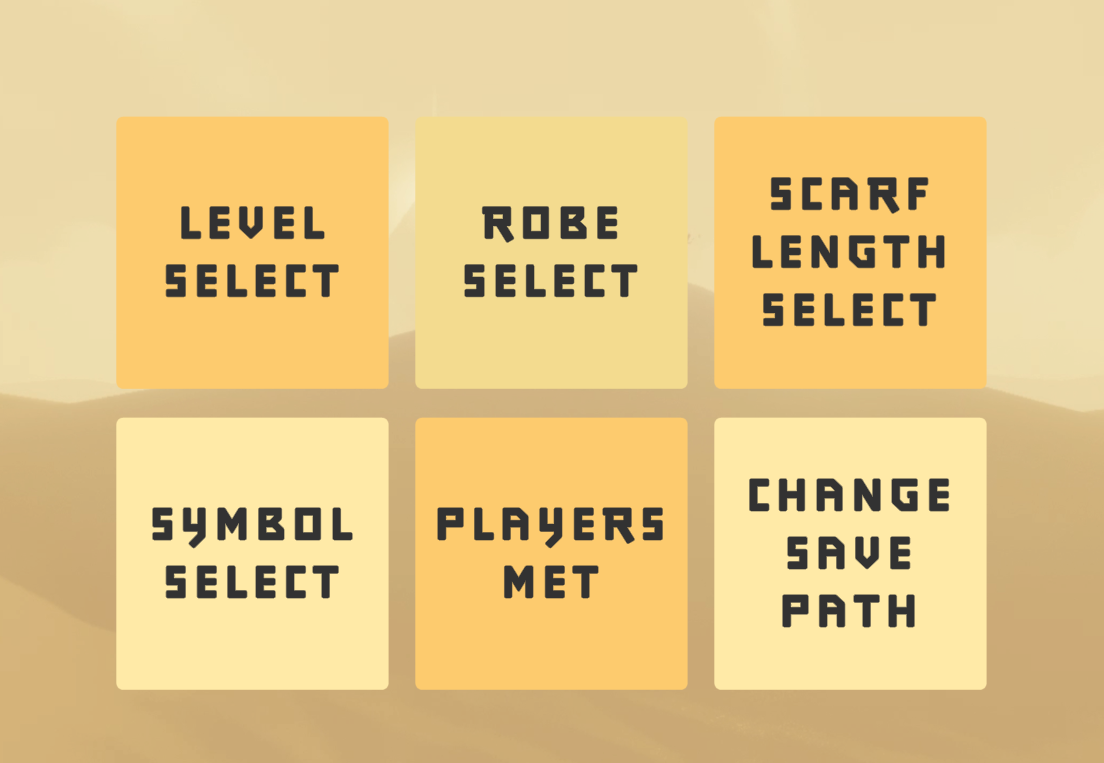 LEVEL
SELECT
ROBE
SELECT
SCARF
LENGTH
SELECT
SYMBOL
SELECT
PLAYERS
MET
CHANGE
SAVE
PATH